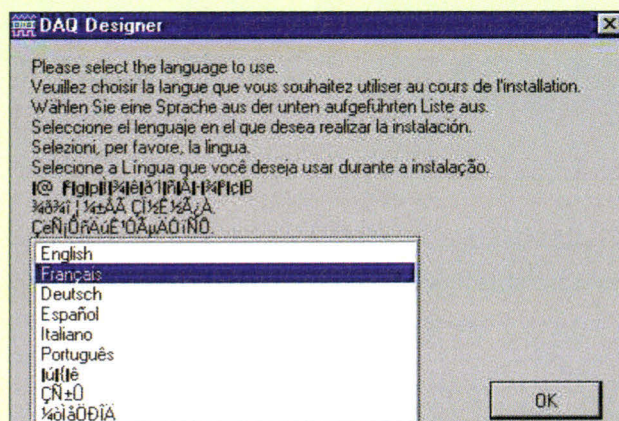 DAQ Designer
Please select the language to use.
Veuillez choisir la langue que vous souhaitez utiliser au cours de l'installation.
Wählen Sie eine Sprache aus der unten aufgeführten Liste aus.
Seleccione el lenguaje en el que desea realizar la instalación.
Selezioni, per favore, la lingua.
Selecione a Língua que você deseja usar durante a instalação.
English
Français
Deutsch
Español
Italiano
Português
ÇÑ±Û
¼òÌåÖÐÎÄ
OK